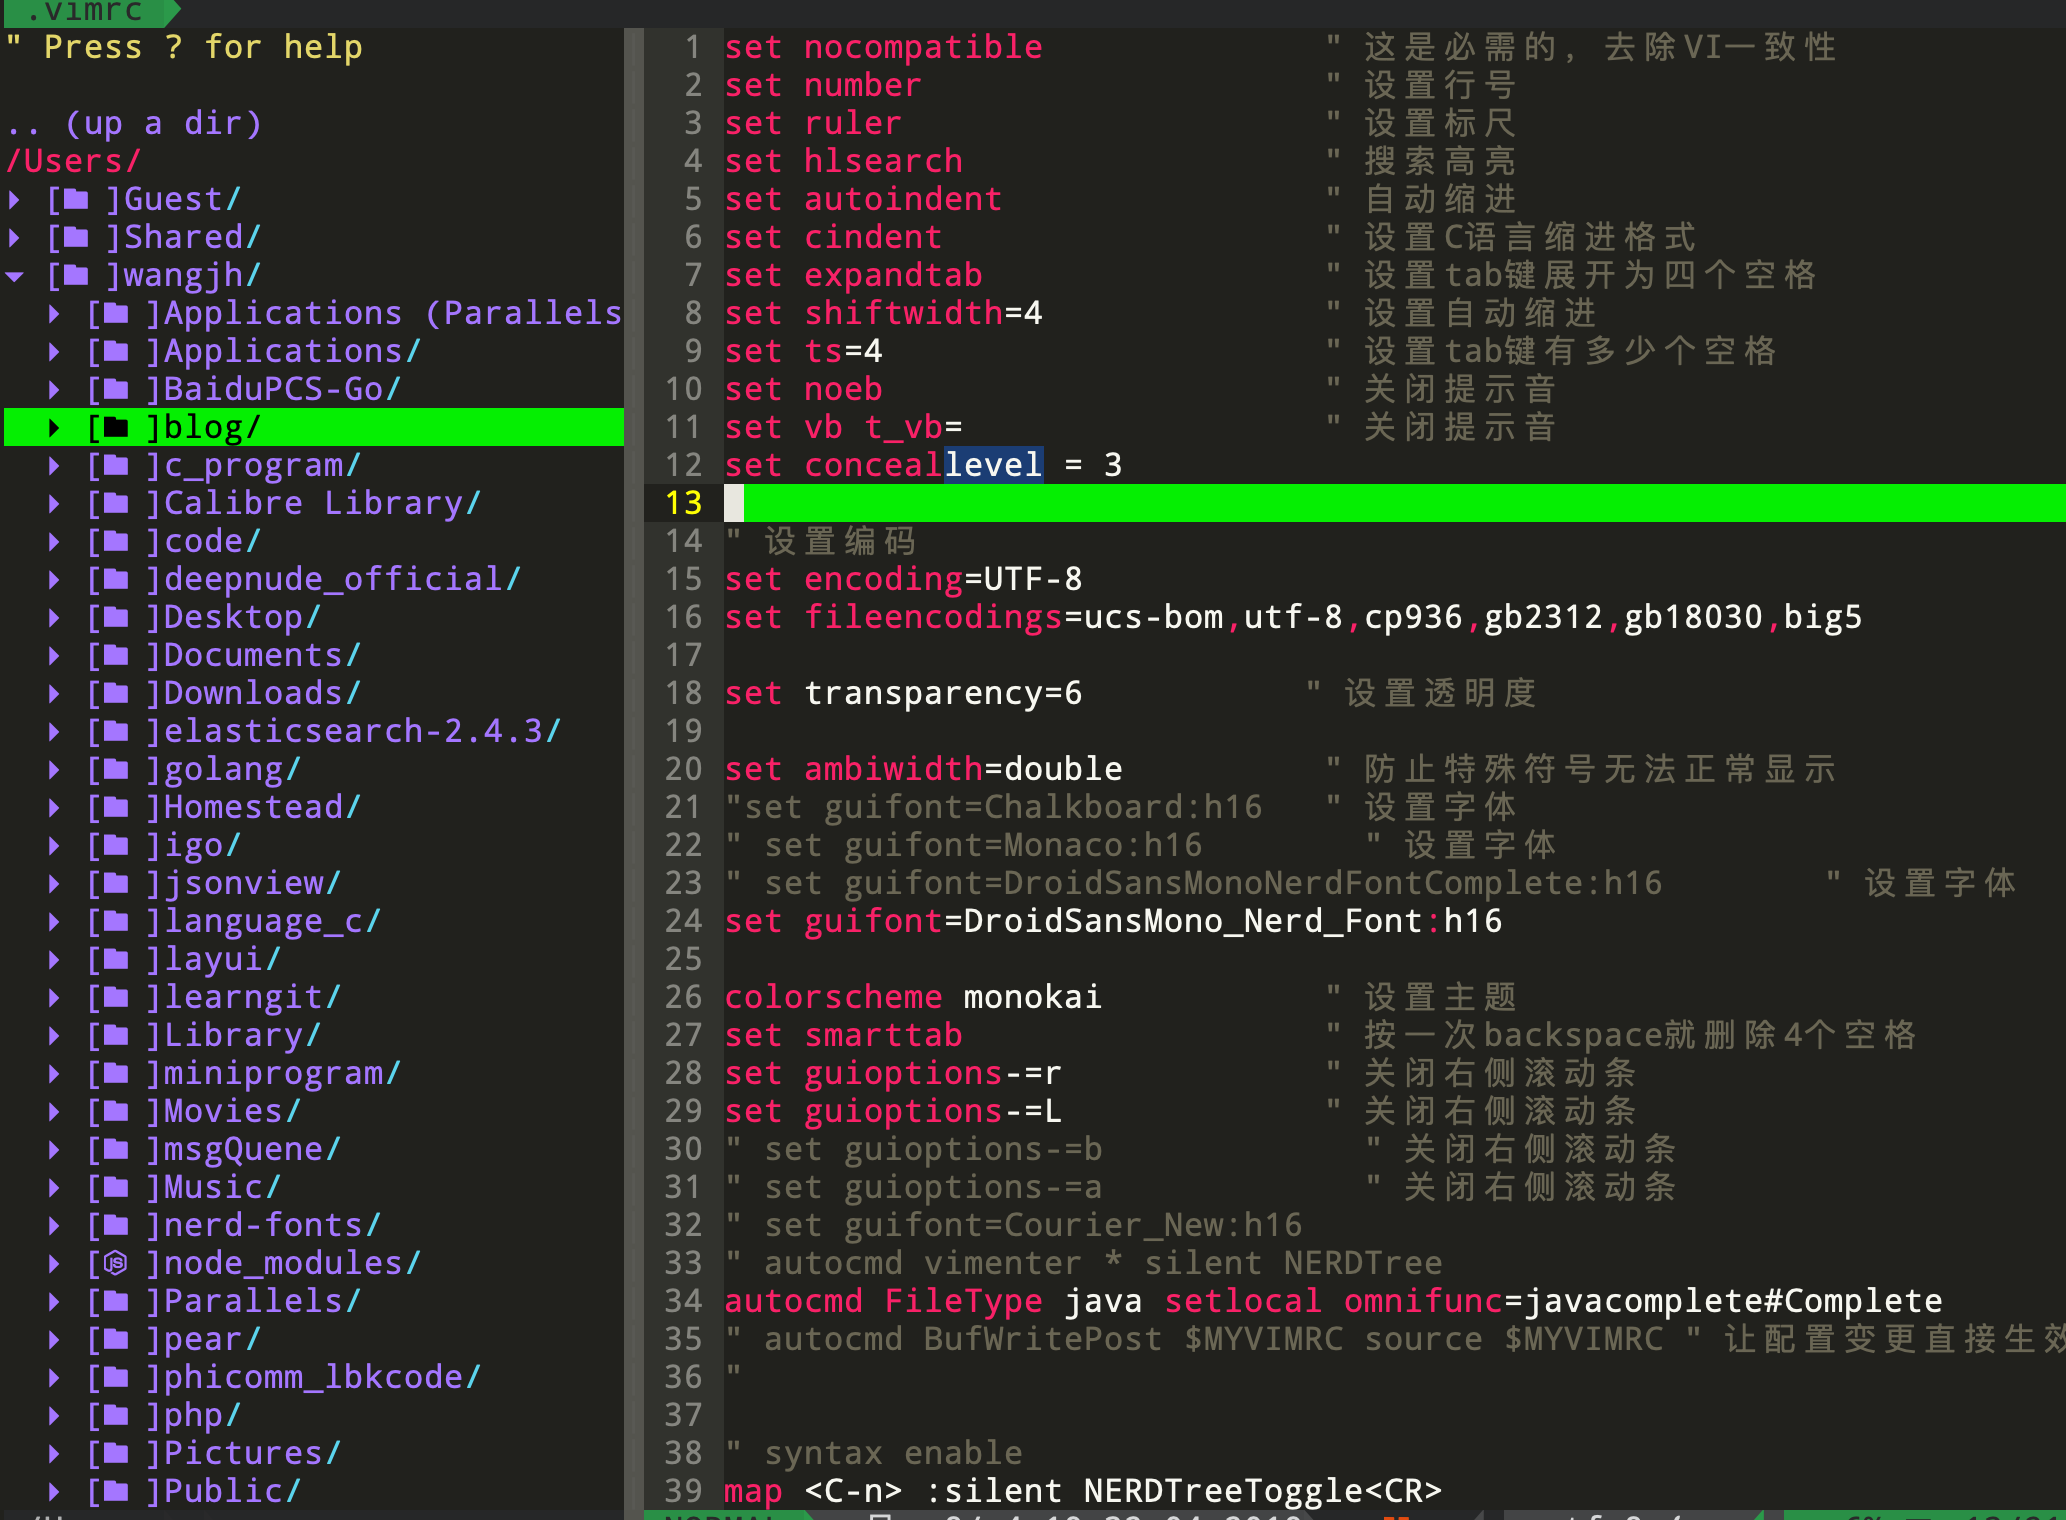 .vimrc
" Press ? for help
.. (up a dir)
/Users/
[ ]Guest/
[ ]Shared/
[ ]wangjh/
[ ]Applications (Parallels
[ ]Applications/
[ ]BaiduPCS-Go/
[ ]blog/
[ ]c_program/
[ ]Calibre Library/
[ ]code/
[ ]deepnude_official/
[ ]Desktop/
[ ]Documents/
[ ]Downloads/
[ ]elasticsearch-2.4.3/
[ ]golang/
[ ]Homestead/
[ ]igo/
[ ]jsonview/
[ ]language_c/
[ ]layui/
[ ]learngit/
[ ]Library/
[ ]miniprogram/
[ ]Movies/
[ ]msgQuene/
[ ]Music/
[ ]nerd-fonts/
[ ]node_modules/
[ ]Parallels/
[ ]pear/
[ ]phicomm_lbkcode/
[ ]php/
[ ]Pictures/
[ ]Public/
1 set nocompatible " 这是必需的, 去除VI一致性
2 set number " 设置行号
3 set ruler " 设置标尺
4 set hlsearch " 搜索高亮
5 set autoindent " 自动缩进
6 set cindent " 设置C语言缩进格式
7 set expandtab " 设置tab键展开为四个空格
8 set shiftwidth=4 " 设置自动缩进
9 set ts=4 " 设置tab键有多少个空格
10 set noeb " 关闭提示音
11 set vb t_vb= " 关闭提示音
12 set conceallevel = 3
13
14 " 设置编码
15 set encoding=UTF-8
16 set fileencodings=ucs-bom,utf-8,cp936,gb2312,gb18030,big5
17
18 set transparency=6 " 设置透明度
19
20 set ambiwidth=double " 防止特殊符号无法正常显示
21 "set guifont=Chalkboard:h16 " 设置字体
22 " set guifont=Monaco:h16 " 设置字体
23 " set guifont=DroidSansMonoNerdFontComplete:h16 " 设置字体
24 set guifont=DroidSansMono_Nerd_Font:h16
25
26 colorscheme monokai " 设置主题
27 set smarttab " 按一次backspace就删除4个空格
28 set guioptions-=r " 关闭右侧滚动条
29 set guioptions-=L " 关闭右侧滚动条
30 " set guioptions-=b " 关闭右侧滚动条
31 " set guioptions-=a " 关闭右侧滚动条
32 " set guifont=Courier_New:h16
33 " autocmd vimenter * silent NERDTree
34 autocmd FileType java setlocal omnifunc=javacomplete#Complete
35 " autocmd BufWritePost $MYVIMRC source $MYVIMRC " 让配置变更直接生效
36 "
37
38 " syntax enable
39 map <C-n> :silent NERDTreeToggle<CR>
NORMAL